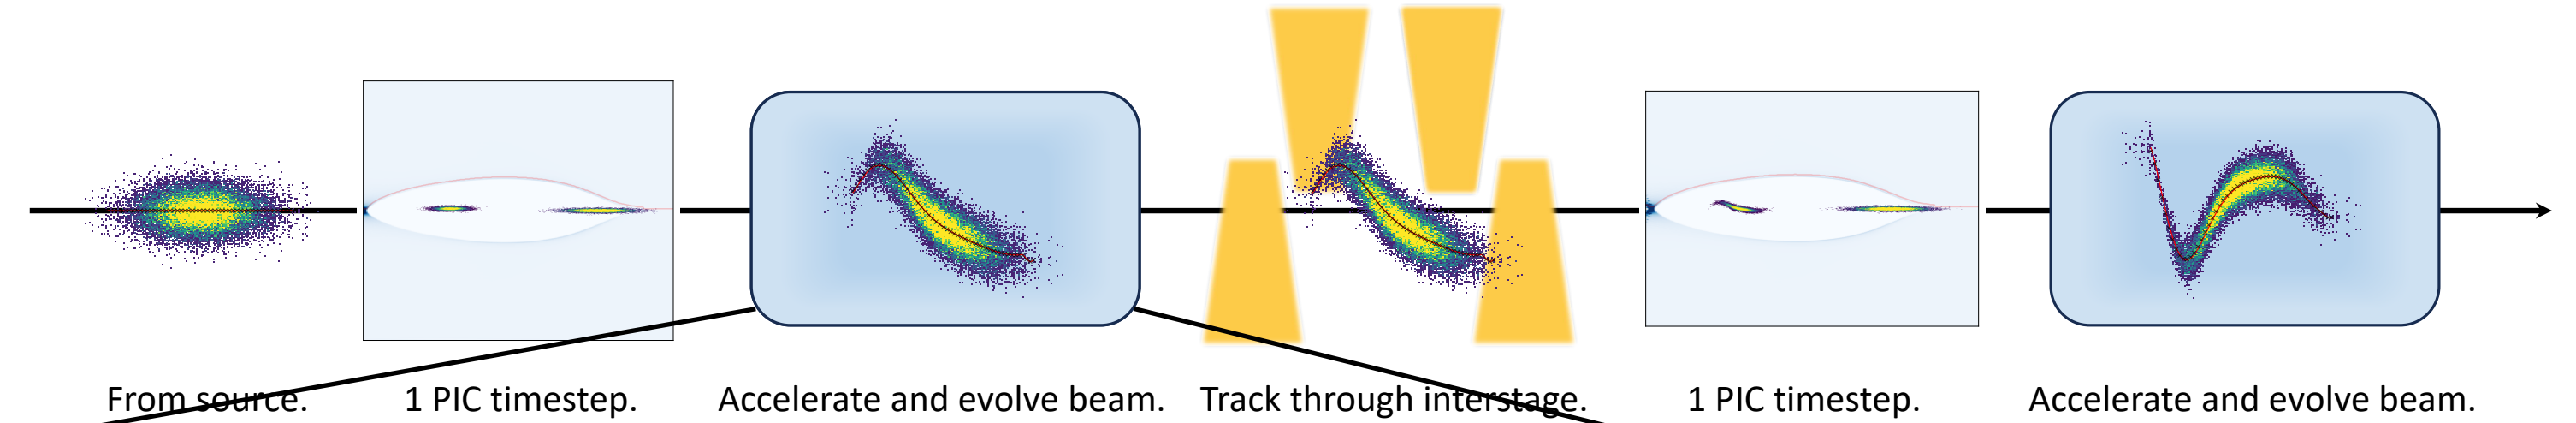 From source.
1 PIC timestep.
Accelerate and evolve beam.
Track through interstage.
1 PIC timestep.
Accelerate and evolve beam.